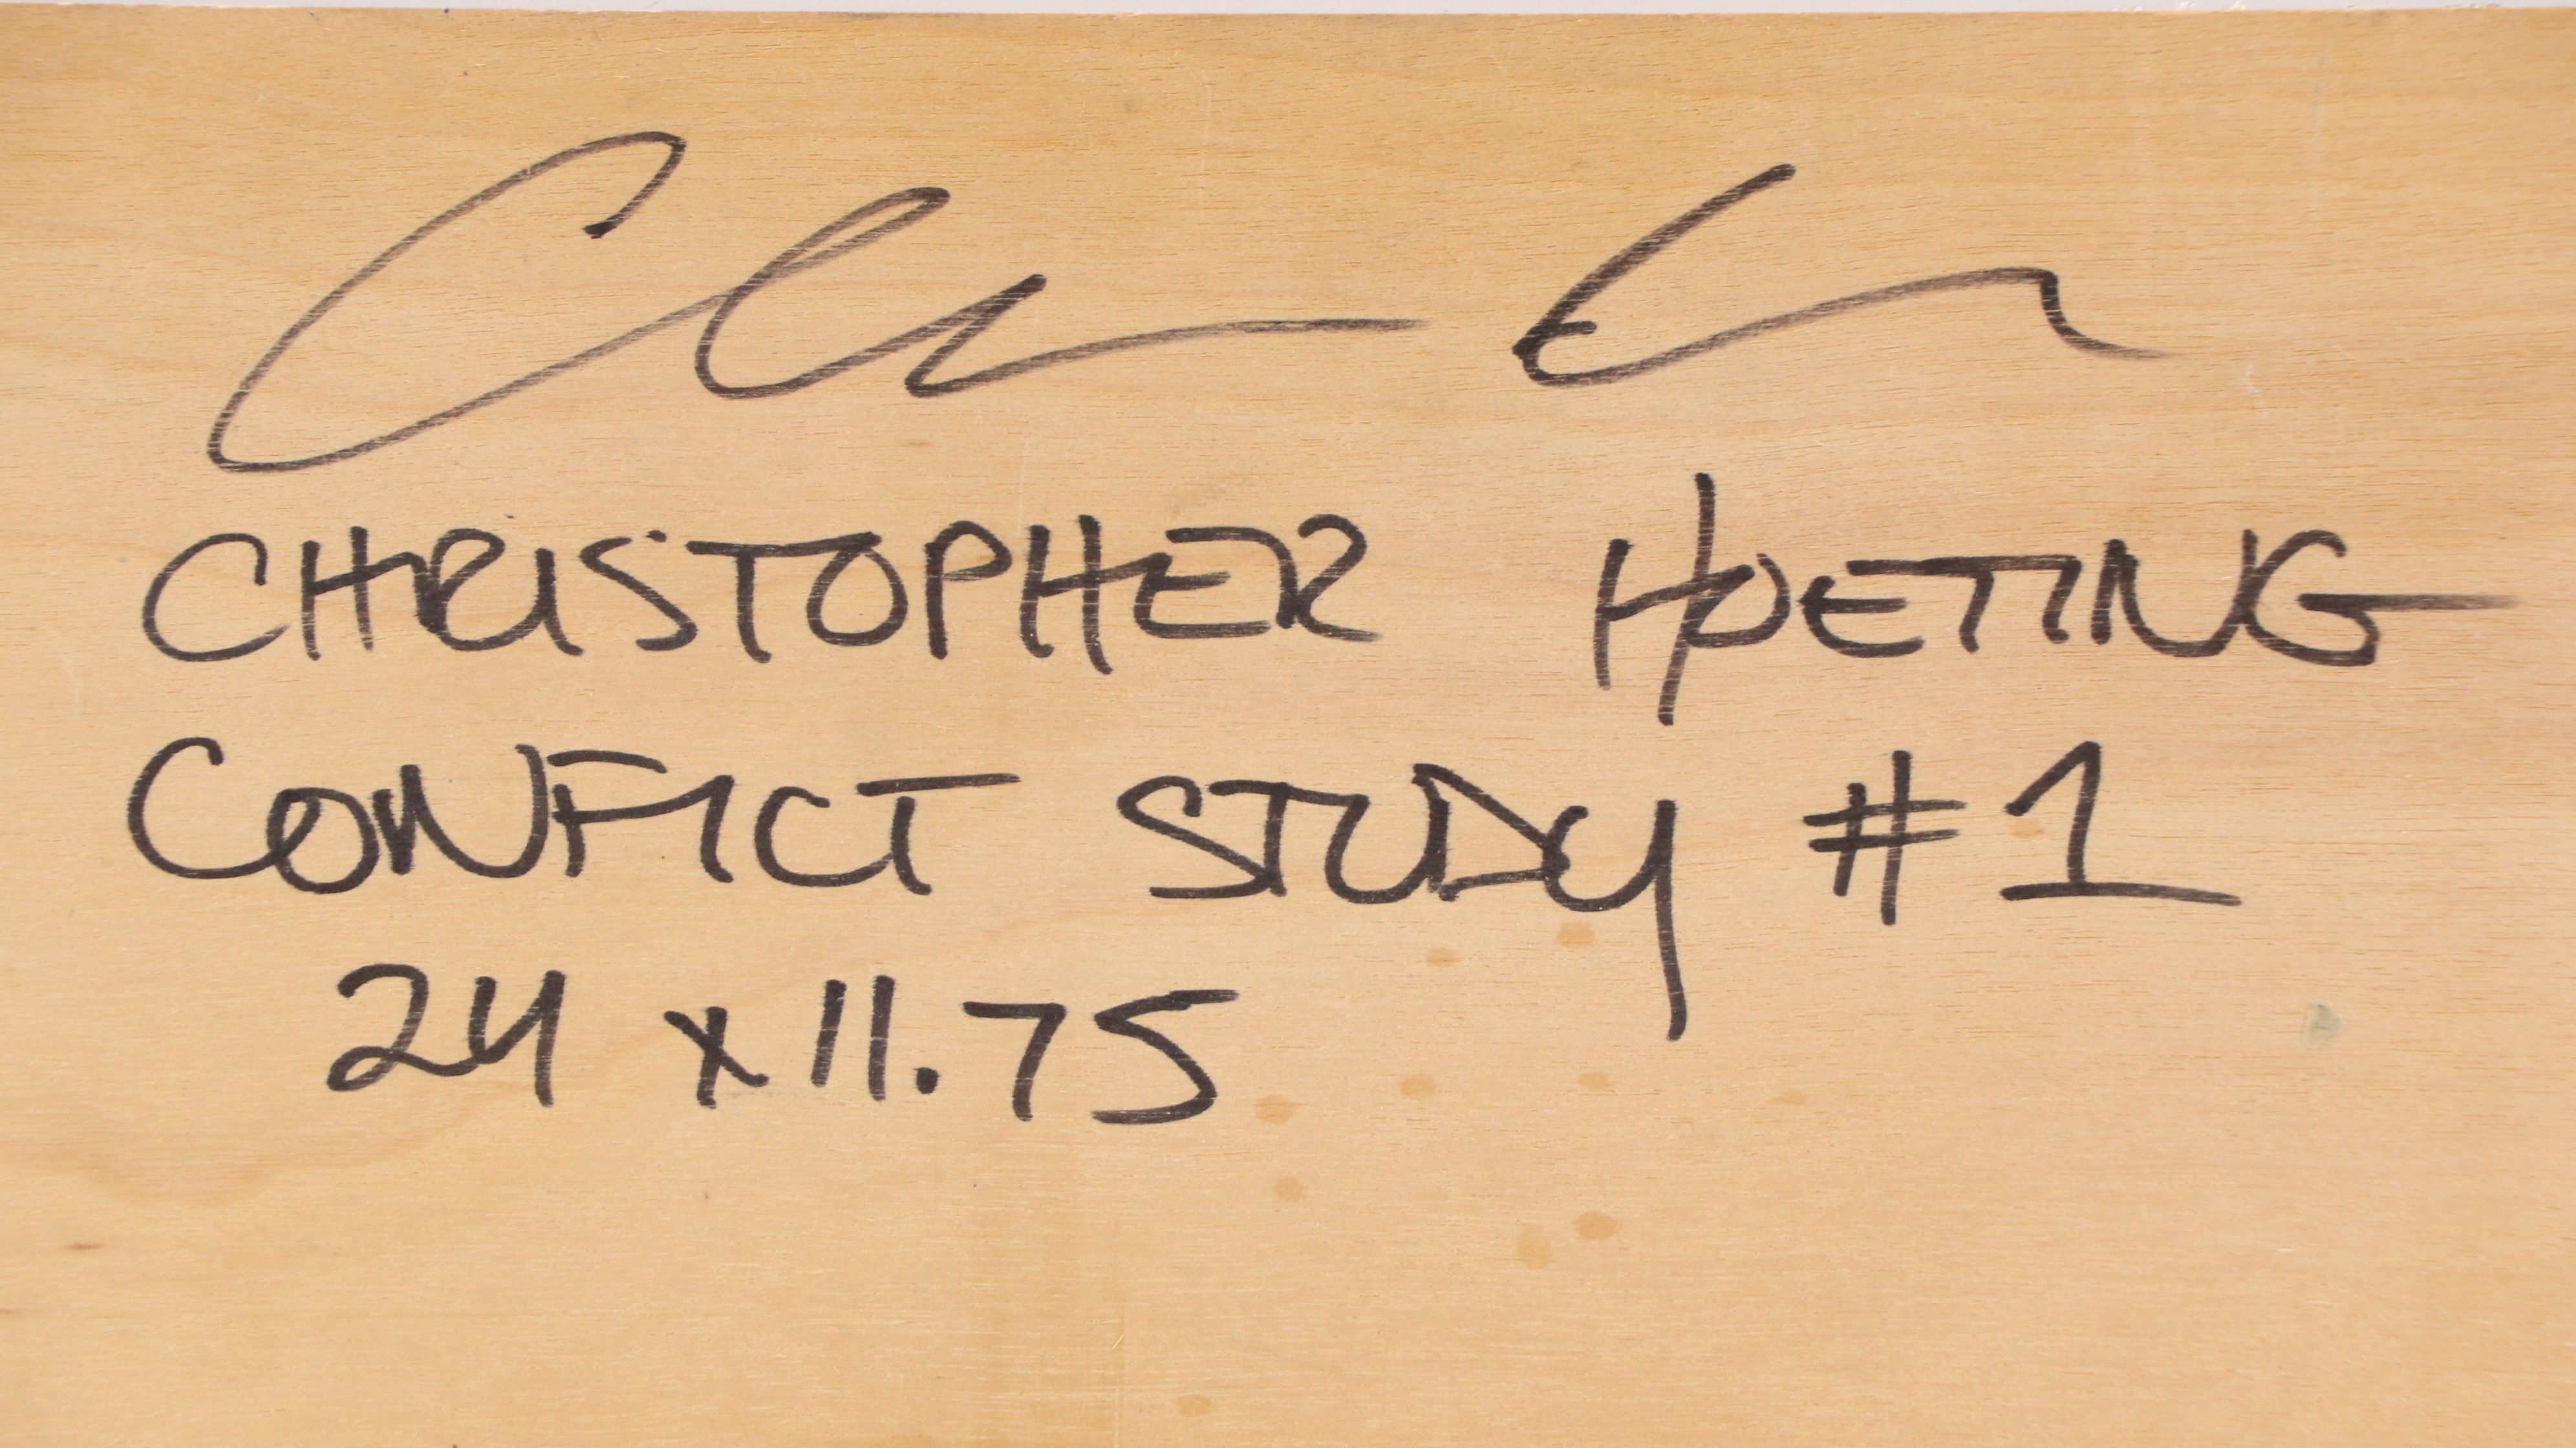 CHRISTOPHER HOETING
CONFICT STUDY #1
24 x 11.75